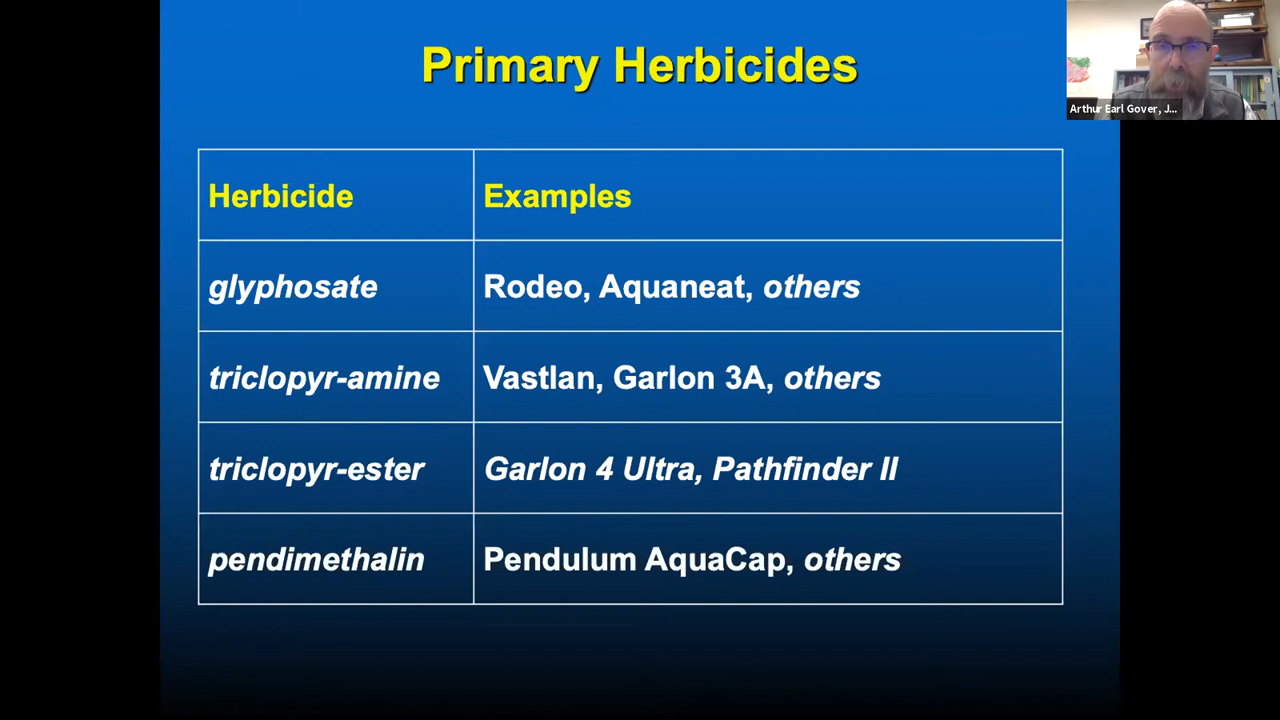 Primary Herbicides
Arthur Earl Gover, J...
Herbicide Examples
glyphosate Rodeo, Aquaneat, others
triclopyr-amine Vastlan, Garlon 3A, others
triclopyr-ester Garlon 4 Ultra, Pathfinder II
pendimethalin Pendulum AquaCap, others